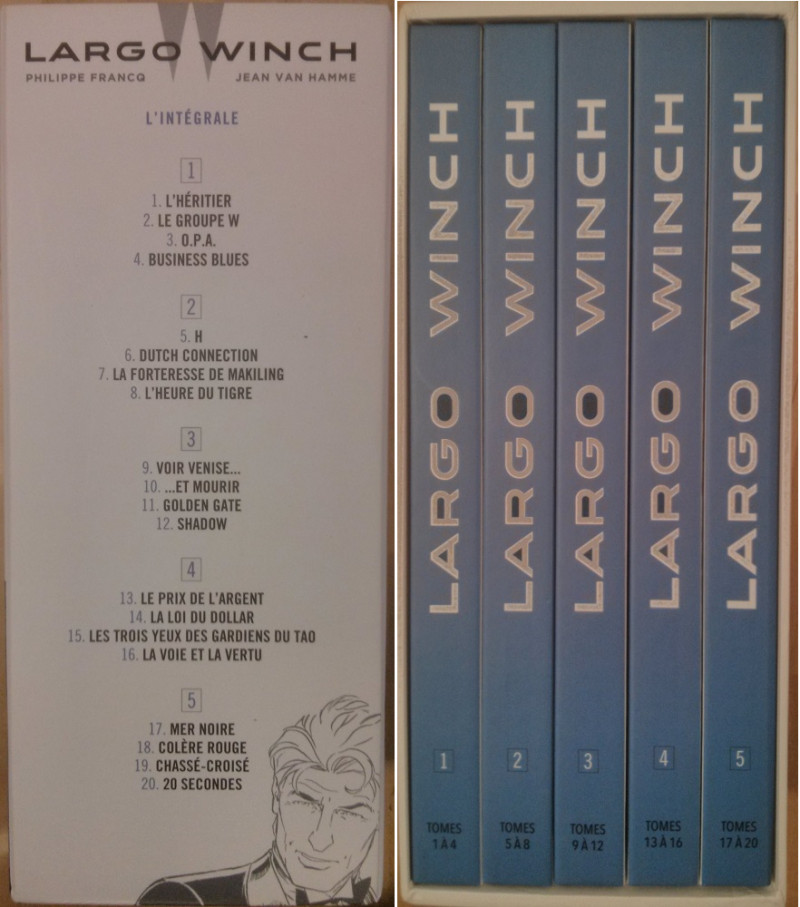 LARGO WINCH
PHILIPPE FRANCQ JEAN VAN HAMME
L'INTÉGRALE
1
1. L'HÉRITIER
2. LE GROUPE W
3. O.P.A.
4. BUSINESS BLUES
2
5. H
6. DUTCH CONNECTION
7. LA FORTERESSE DE MAKILING
8. L'HEURE DU TIGRE
3
9. VOIR VENISE...
10. ...ET MOURIR
11. GOLDEN GATE
12. SHADOW
4
13. LE PRIX DE L'ARGENT
14. LA LOI DU DOLLAR
15. LES TROIS YEUX DES GARDIENS DU TAO
16. LA VOIE ET LA VERTU
5
17. MER NOIRE
18. COLÈRE ROUGE
19. CHASSÉ-CROISÉ
20. 20 SECONDES
LARGO WINCH
1
TOMES
1 À 4
LARGO WINCH
2
TOMES
5 À 8
LARGO WINCH
3
TOMES
9 À 12
LARGO WINCH
4
TOMES
13 À 16
LARGO WINCH
5
TOMES
17 À 20